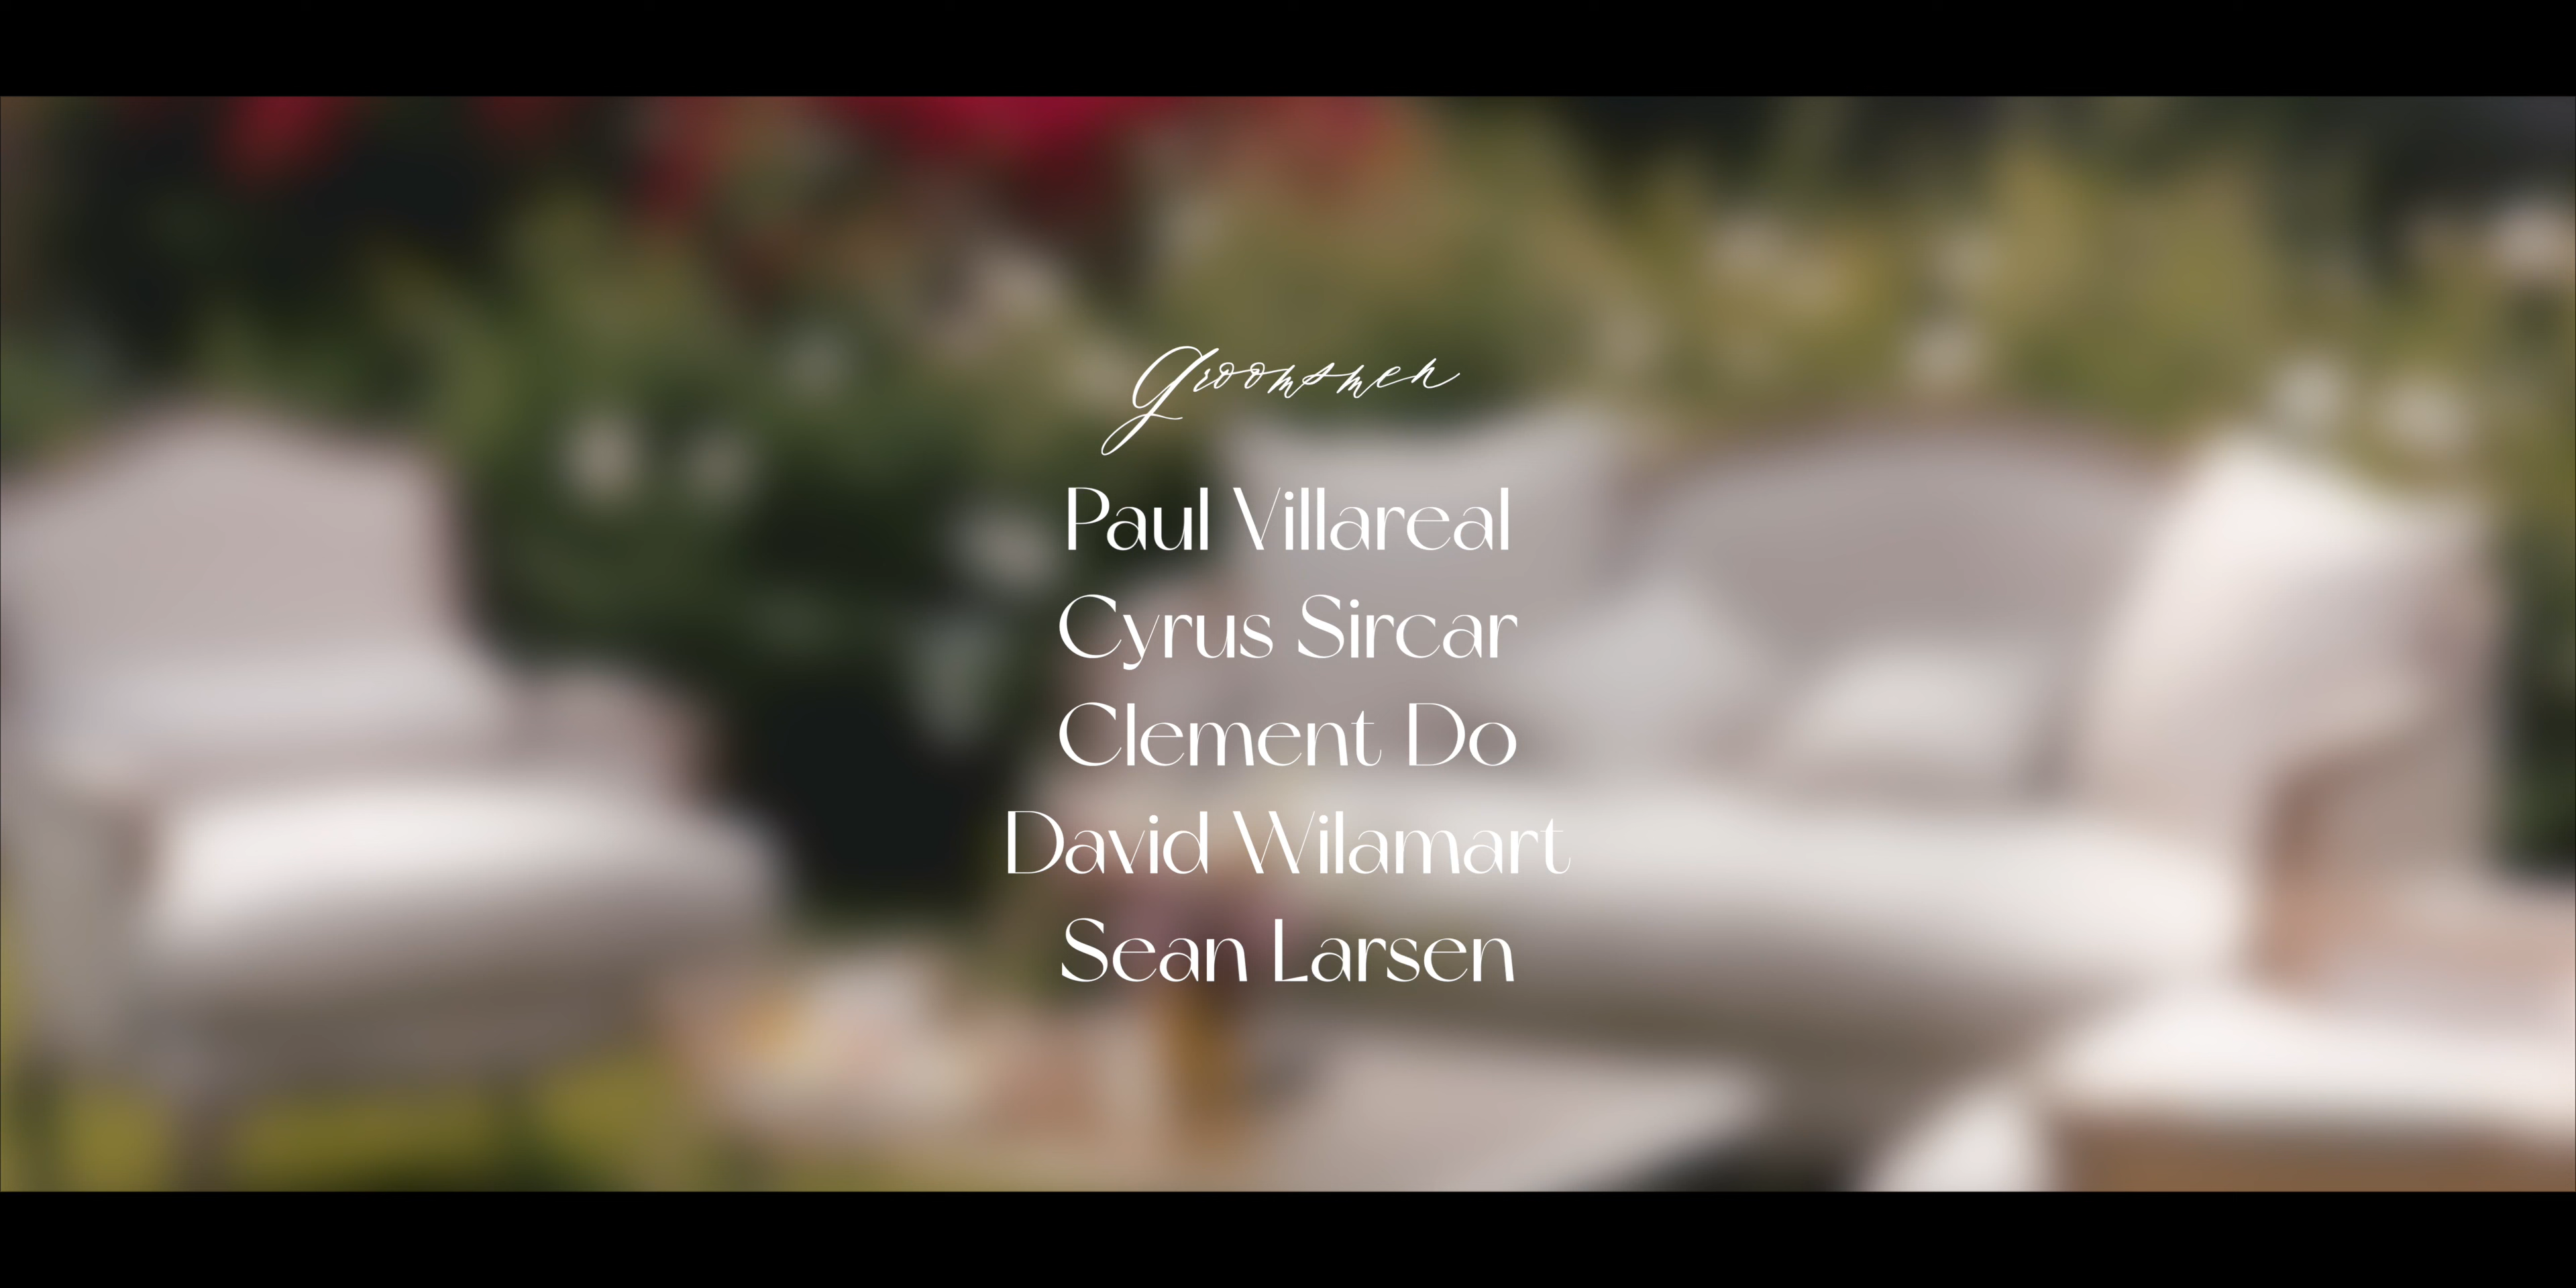 Groomsmen
Paul Villareal
Cyrus Sircar
Clement Do
David Wilamart
Sean Larsen